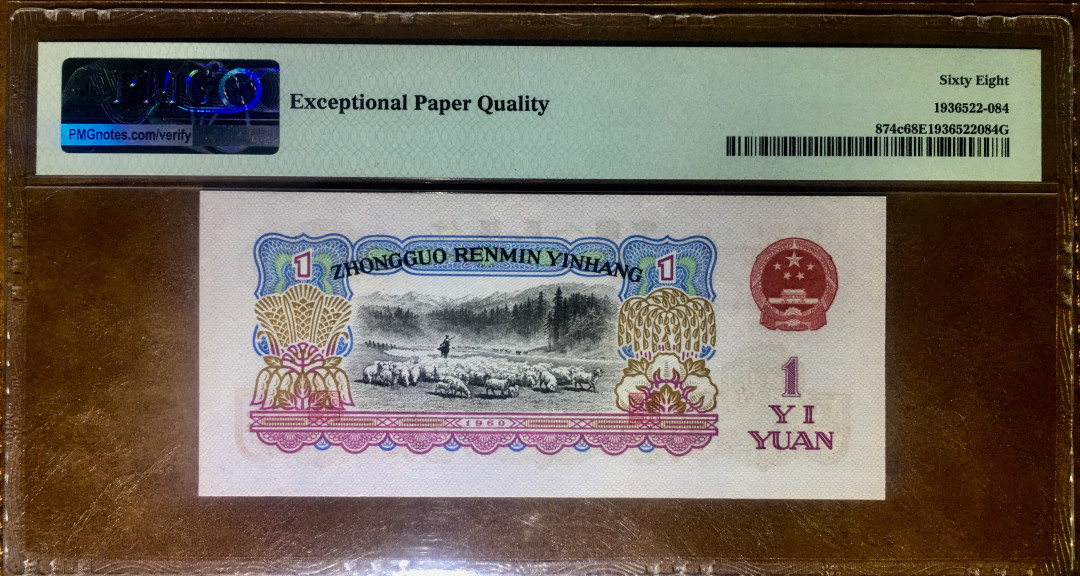 PMG
PMGnotes.com/verify
Exceptional Paper Quality
Sixty Eight
1936522-084
874c68E1936522084G
ZHONGGUO RENMIN YINHANG
1
1
1960
1
YI
YUAN